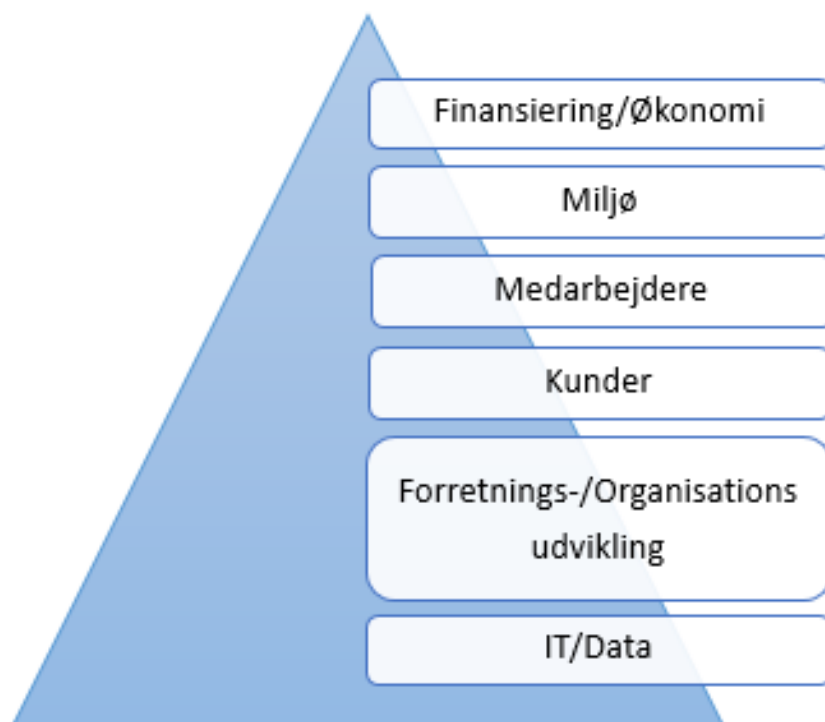 Finansiering/Økonomi
Miljø
Medarbejdere
Kunder
Forretnings-/Organisations
udvikling
IT/Data